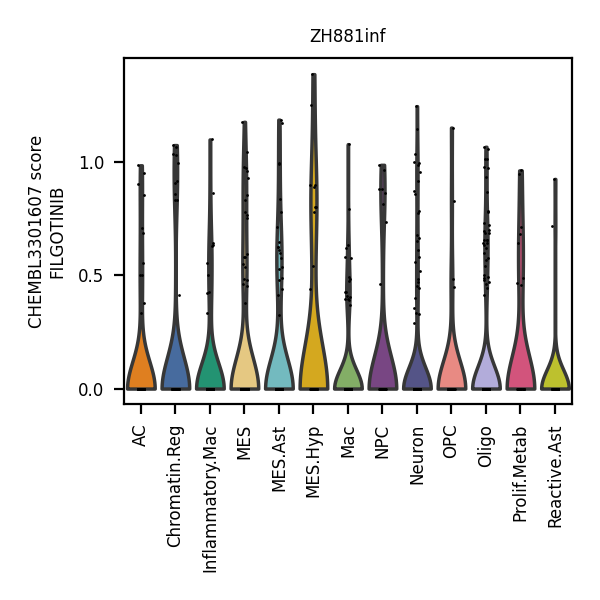 ZH881inf
CHEMBL3301607 score
FILGOTINIB
1.0
0.5
0.0
AC
Chromatin.Reg
Inflammatory.Mac
MES
MES.Ast
MES.Hyp
Mac
NPC
Neuron
OPC
Oligo
Prolif.Metab
Reactive.Ast